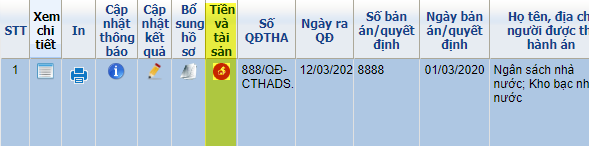 STT
Xem chi tiết
In
Cập nhật thông báo
Cập nhật kết quả
Bổ sung hồ sơ
Tiền và tài sản
Số QĐTHA
Ngày ra QĐ
Số bản án/quyết định
Ngày bản án/quyết định
Họ tên, địa ch
người được th
hành án
1
888/QĐ-
CTHADS.
12/03/202
8888
01/03/2020
Ngân sách nhà
nước; Kho bạc nh
nước